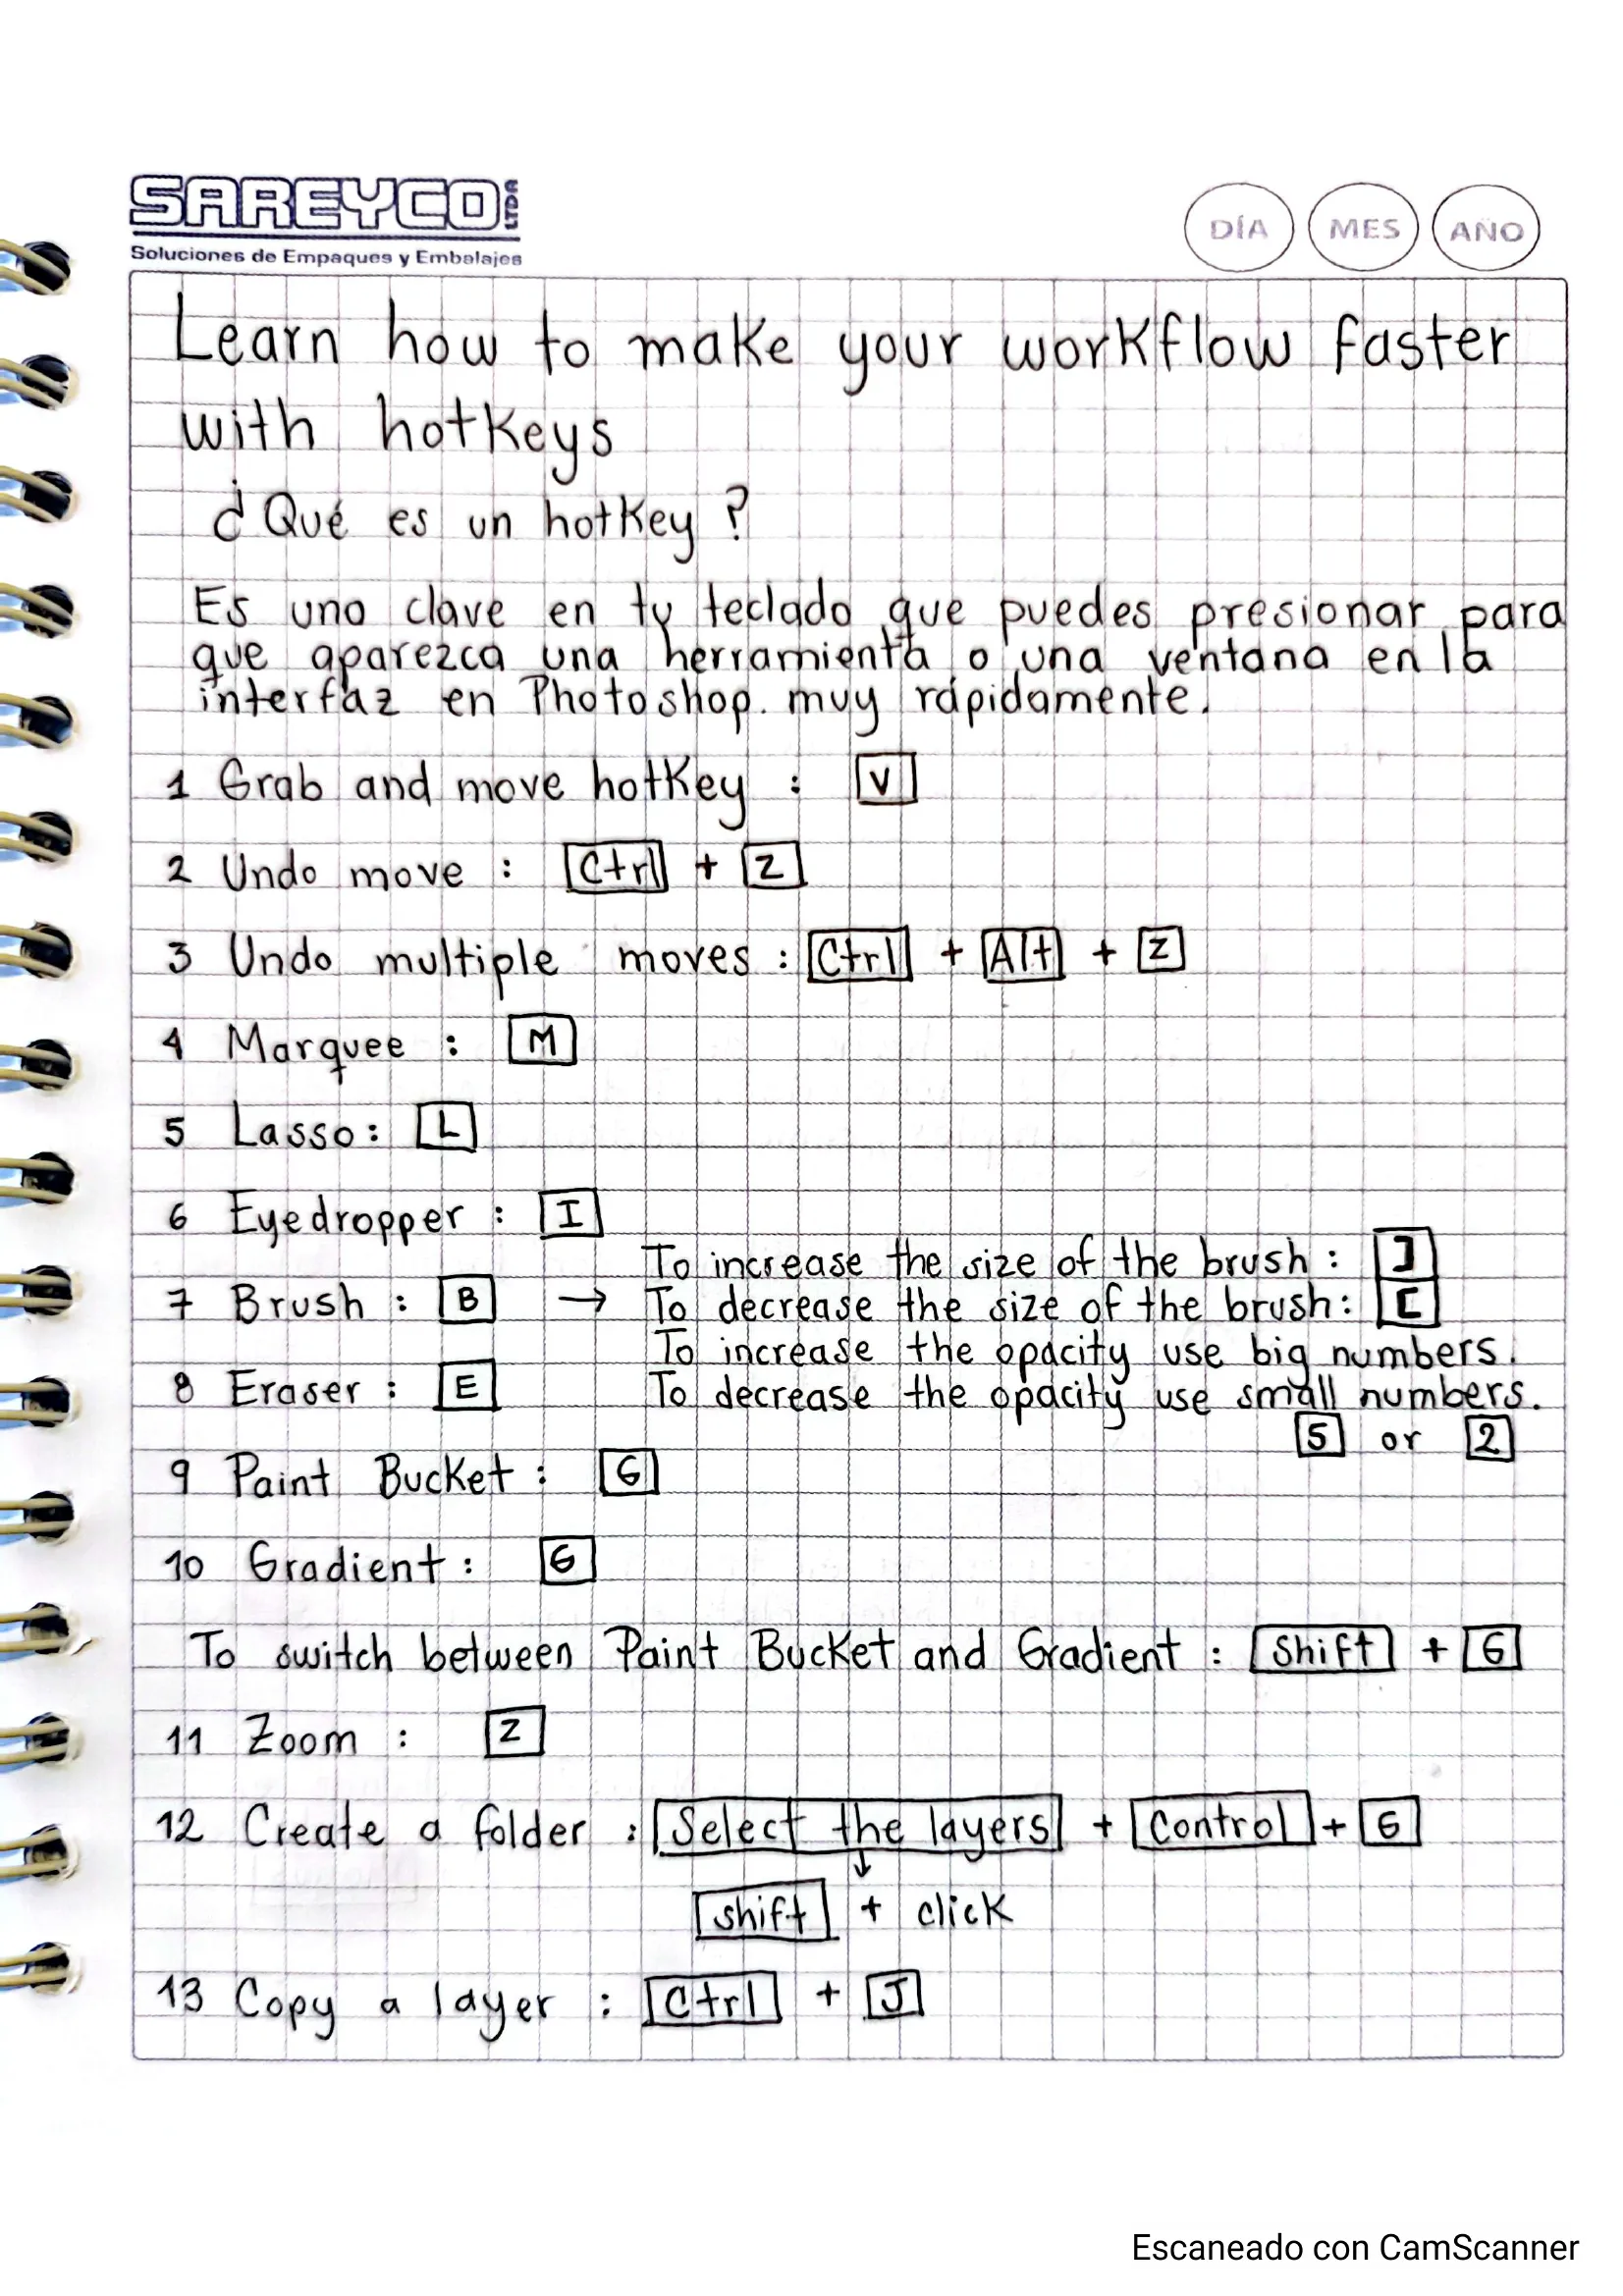 SAREYCO LTDA
Soluciones de Empaques y Embalajes
DÍA MES AÑO
Learn how to make your workflow faster
with hotkeys
¿Qué es un hotkey?
Es una clave en tu teclado que puedes presionar para
que aparezca una herramienta o una ventana en la
interfaz en Photoshop. muy rápidamente.
1 Grab and move hotkey : V
2 Undo move : Ctrl + Z
3 Undo multiple moves : Ctrl + Alt + Z
4 Marquee : M
5 Lasso : L
6 Eyedropper : I
To increase the size of the brush : ]
7 Brush : B → To decrease the size of the brush : [
To increase the opacity use big numbers.
8 Eraser : E To decrease the opacity use small numbers.
5 or 2
9 Paint Bucket : G
10 Gradient : G
To switch between Paint Bucket and Gradient : Shift + G
11 Zoom : Z
12 Create a folder : Select the layers + Control + G
↓
shift + click
13 Copy a layer : Ctrl + J
Escaneado con CamScanner